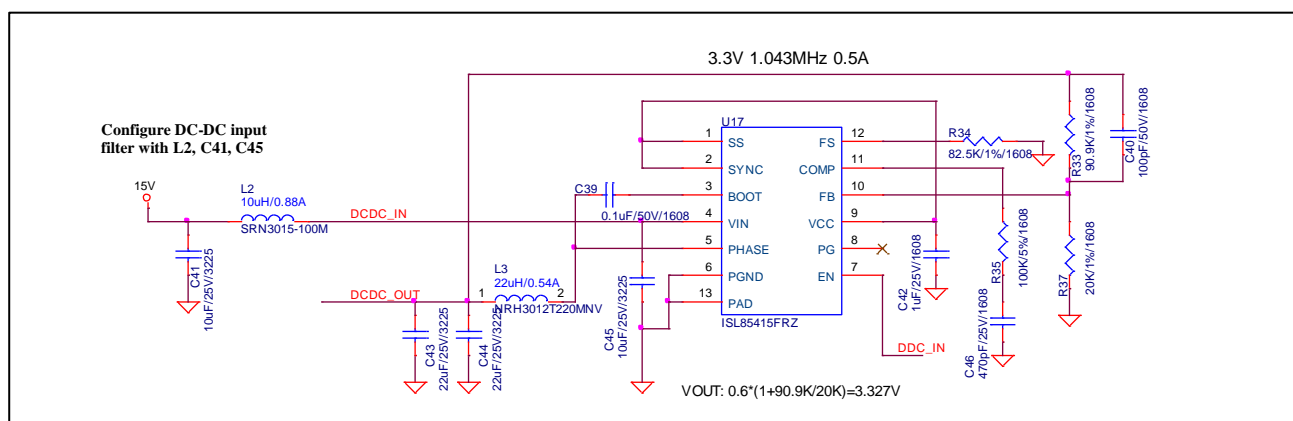 3.3V 1.043MHz 0.5A
Configure DC-DC input
filter with L2, C41, C45
15V
L2
10uH/0.88A
SRN3015-100M
DCDC_IN
C41
10uF/25V/3225
C39
0.1uF/50V/1608
U17
1
SS
2
SYNC
3
BOOT
4
VIN
5
PHASE
6
PGND
13
PAD
FS
12
COMP
11
FB
10
VCC
9
PG
8
EN
7
ISL85415FRZ
R34
82.5K/1%/1608
R33
90.9K/1%/1608
C40
100pF/50V/1608
R35
100K/5%/1608
R37
20K/1%/1608
C42
1uF/25V/1608
C46
470pF/25V/1608
DDC_IN
DCDC_OUT
1
L3
22uH/0.54A
2
NRH3012T220MNV
C43
22uF/25V/3225
C44
22uF/25V/3225
C45
10uF/25V/3225
VOUT: 0.6*(1+90.9K/20K)=3.327V